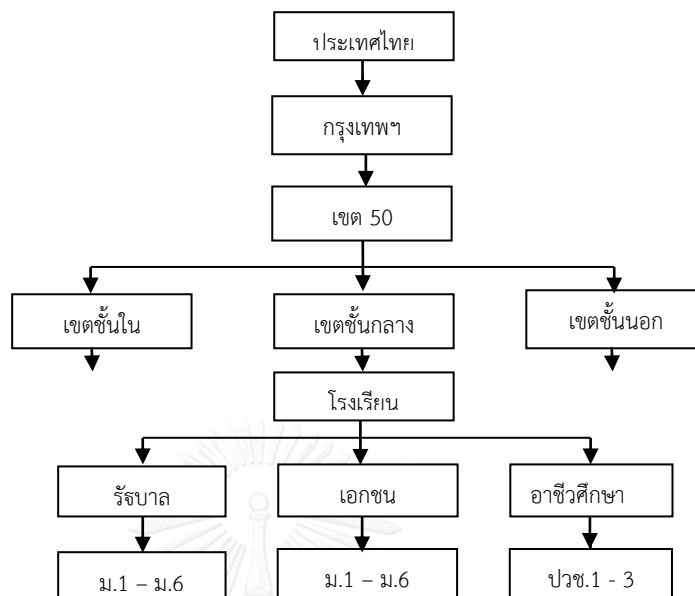 ประเทศไทย
กรุงเทพฯ
เขต 50
เขตชั้นใน
เขตชั้นกลาง
เขตชั้นนอก
โรงเรียน
รัฐบาล
เอกชน
อาชีวศึกษา
ม.1 – ม.6
ม.1 – ม.6
ปวช.1 - 3